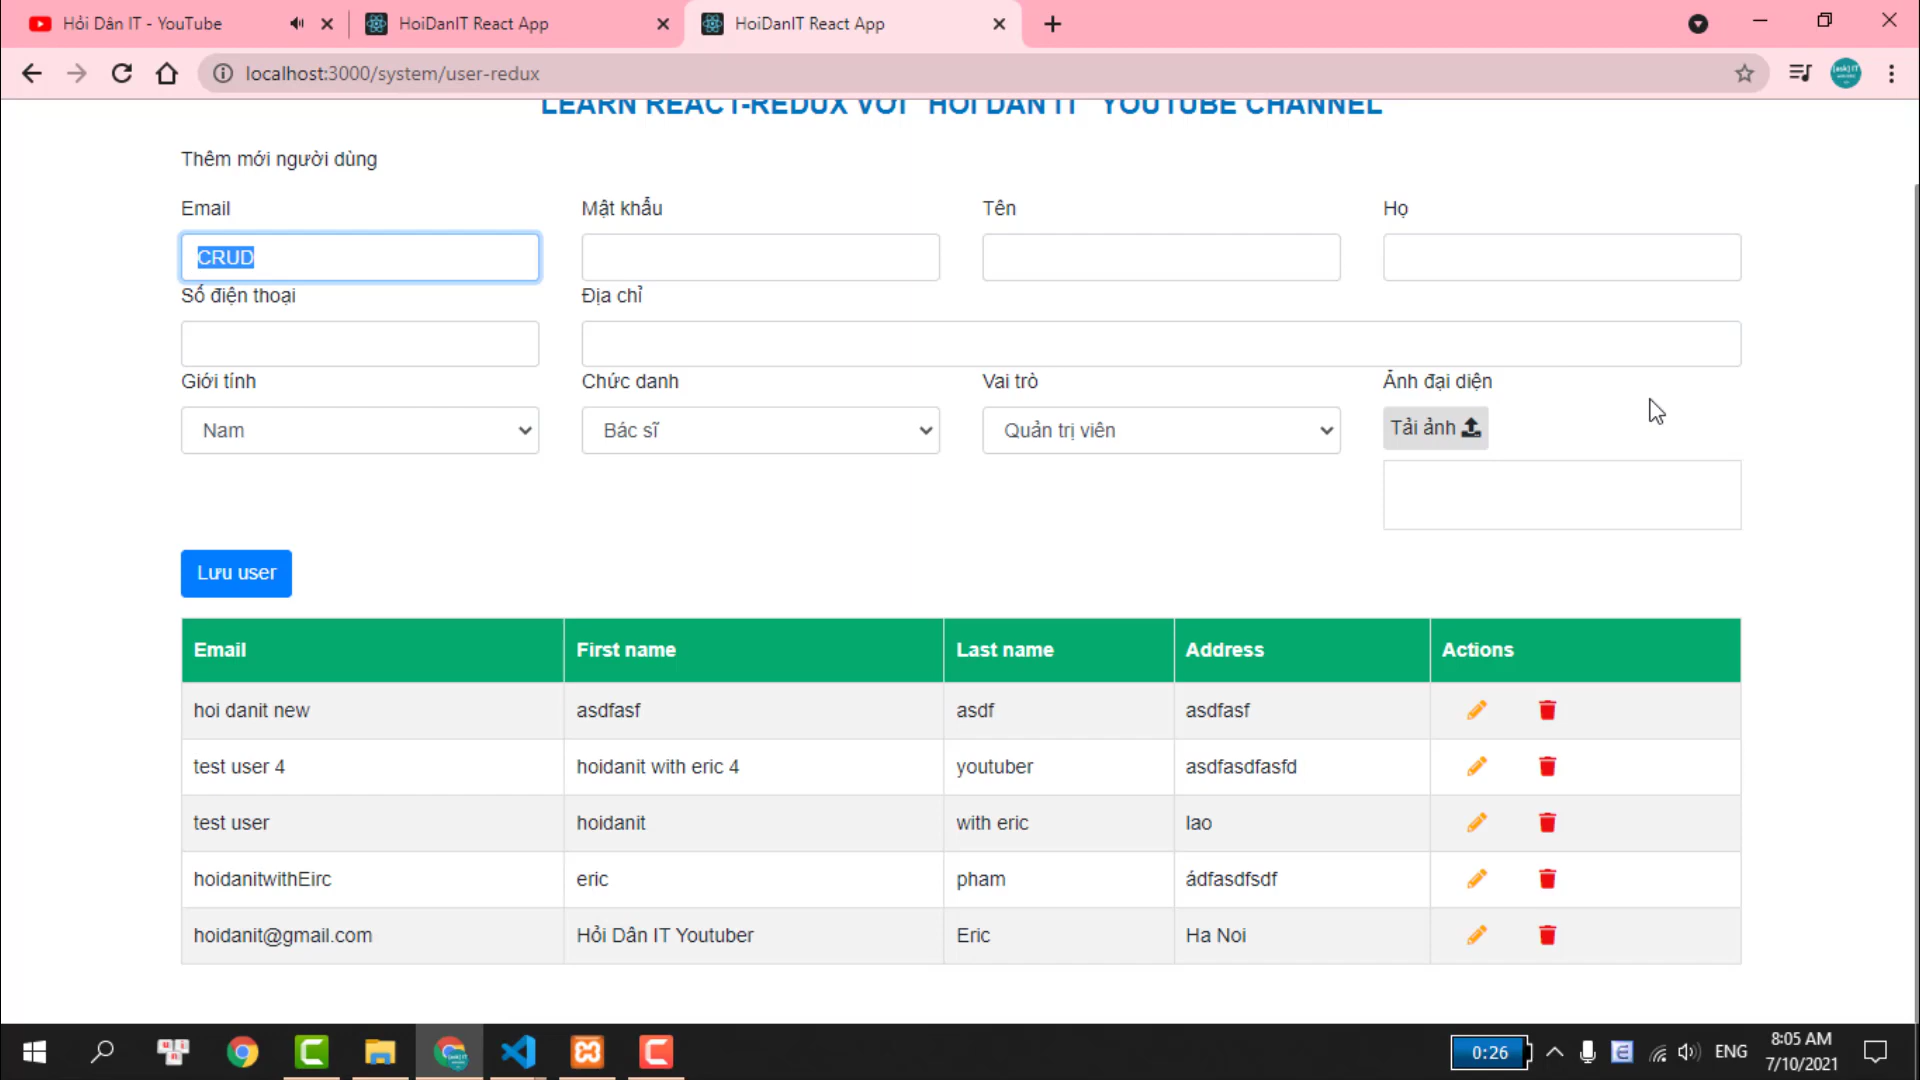 Hỏi Dân IT - YouTube
HoiDanIT React App
HoiDanIT React App
localhost:3000/system/user-redux
LEARN REACT-REDUX VỚI "HỎI DÂN IT" YOUTUBE CHANNEL
Thêm mới người dùng
Email Mật khẩu Tên Họ
CRUD
Số điện thoại Địa chỉ
Giới tính Chức danh Vai trò Ảnh đại diện
Nam Bác sĩ Quản trị viên Tải ảnh
Lưu user
Email First name Last name Address Actions
hoi danit new asdfasf asdf asdfasf
test user 4 hoidanit with eric 4 youtuber asdfasdfasfd
test user hoidanit with eric lao
hoidanitwithEirc eric pham ádfasdfsdf
hoidanit@gmail.com Hỏi Dân IT Youtuber Eric Ha Noi
0:26 ENG 8:05 AM
7/10/2021